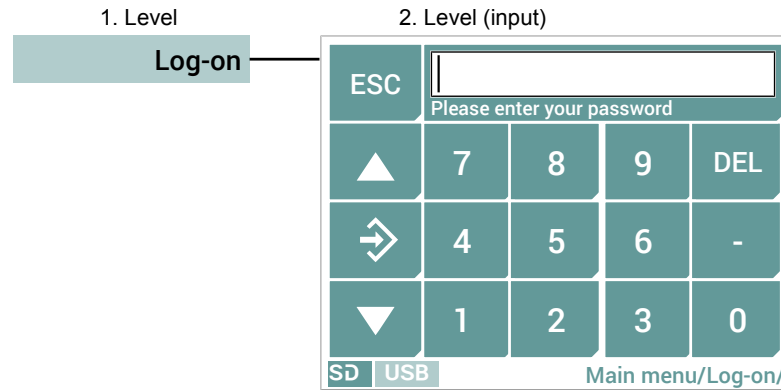 1. Level
2. Level (input)
Log-on
ESC
Please enter your password
7 8 9 DEL
4 5 6 -
1 2 3 0
SD USB
Main menu/Log-on/